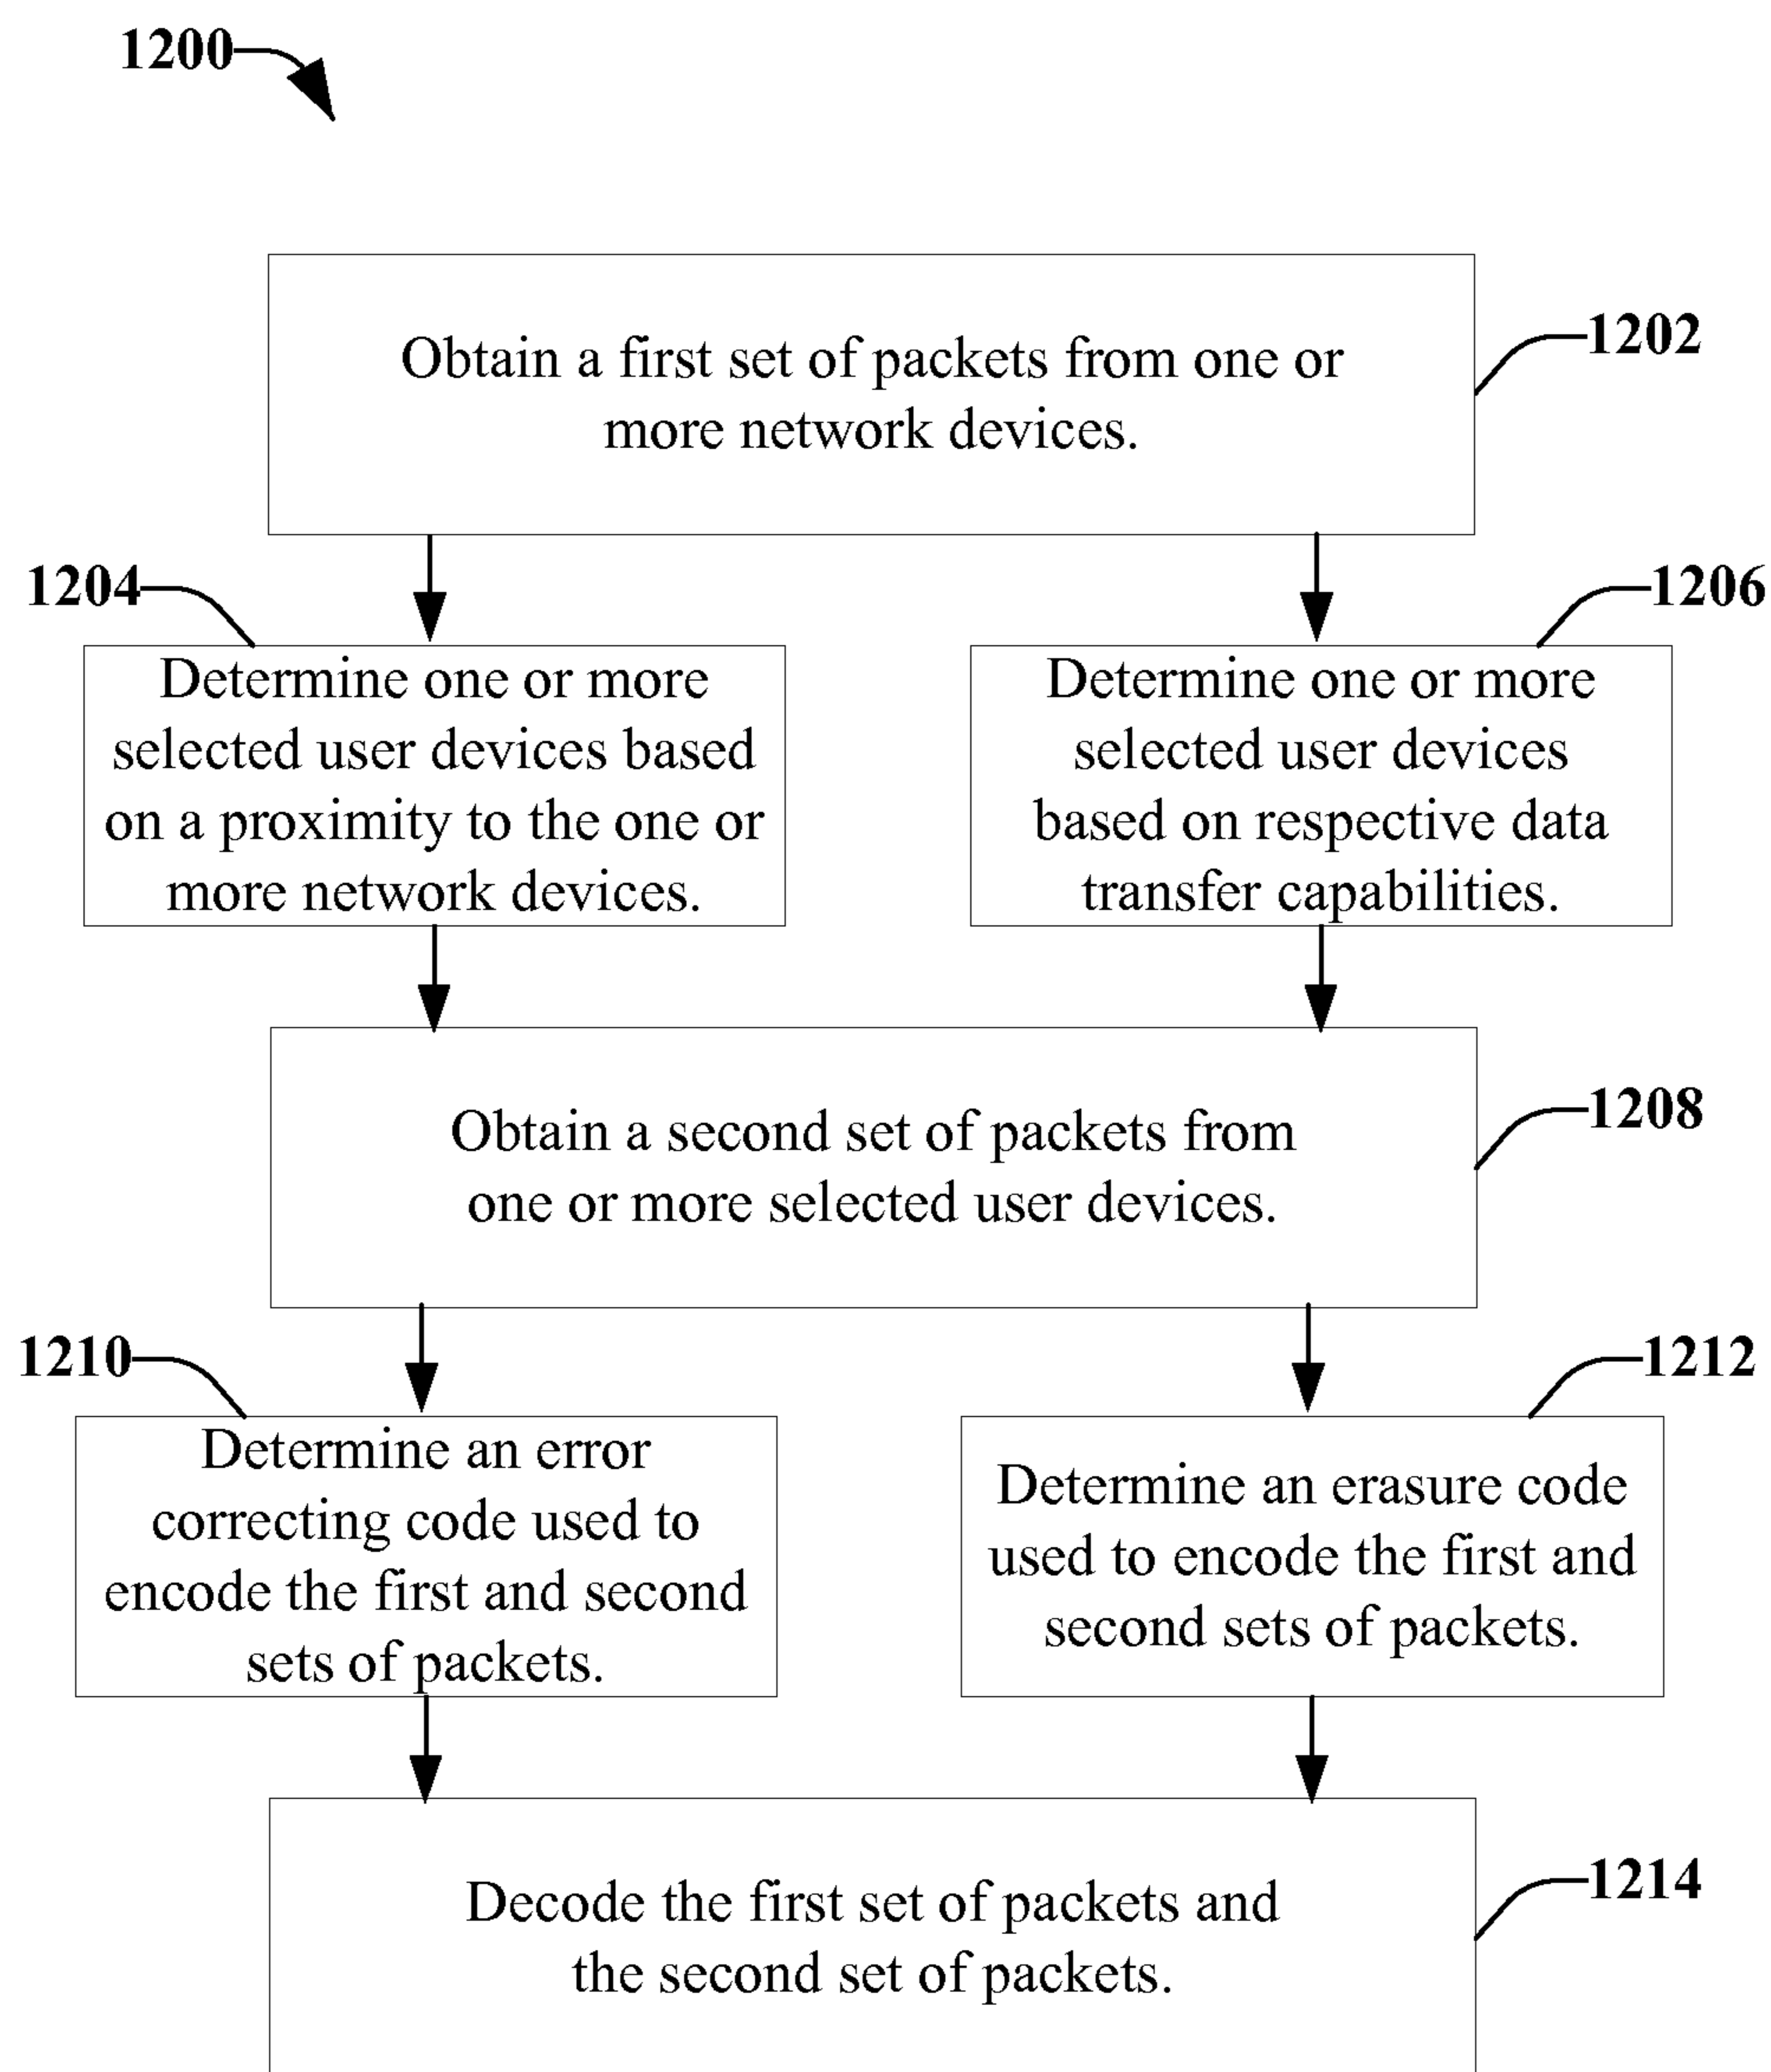 1200
Obtain a first set of packets from one or
more network devices.
1202
1204
Determine one or more
selected user devices based
on a proximity to the one or
more network devices.
1206
Determine one or more
selected user devices
based on respective data
transfer capabilities.
Obtain a second set of packets from
one or more selected user devices.
1208
1210
Determine an error
correcting code used to
encode the first and second
sets of packets.
1212
Determine an erasure code
used to encode the first and
second sets of packets.
Decode the first set of packets and
the second set of packets.
1214